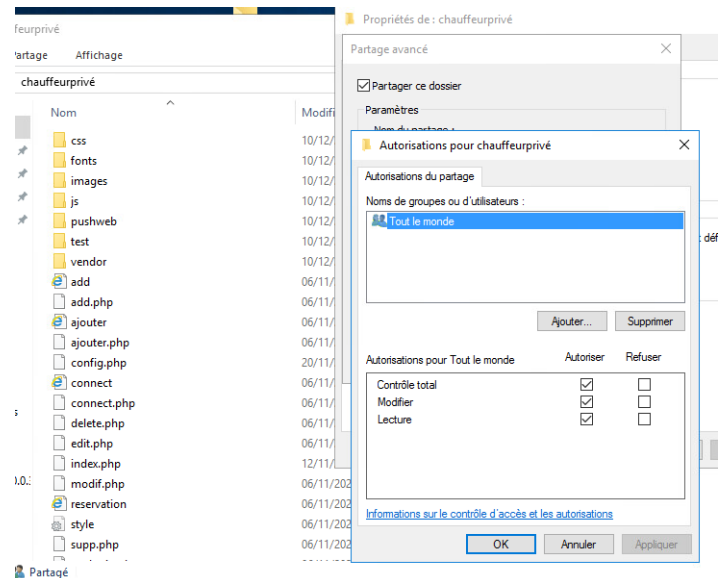 Propriétés de : chauffeurprivé
Partage avancé
Partager ce dossier
Paramètres
Autorisations pour chauffeurprivé
Autorisations du partage
Noms de groupes ou d'utilisateurs :
Tout le monde
Ajouter...
Supprimer
Autorisations pour Tout le monde
Autoriser
Refuser
Contrôle total
Modifier
Lecture
Informations sur le contrôle d'accès et les autorisations
OK
Annuler
Appliquer
feurprivé
Partage
Affichage
chauffeurprivé
Nom
Modifi
css
10/12/
fonts
10/12/
images
10/12/
js
10/12/
pushweb
10/12/
test
10/12/
vendor
10/12/
add
06/11/
add.php
06/11/
ajouter
06/11/
ajouter.php
06/11/
config.php
20/11/
connect
06/11/
connect.php
06/11/
delete.php
06/11/
edit.php
06/11/
index.php
12/11/
modif.php
06/11/202
reservation
06/11/202
style
06/11/202
supp.php
06/11/202
Partagé